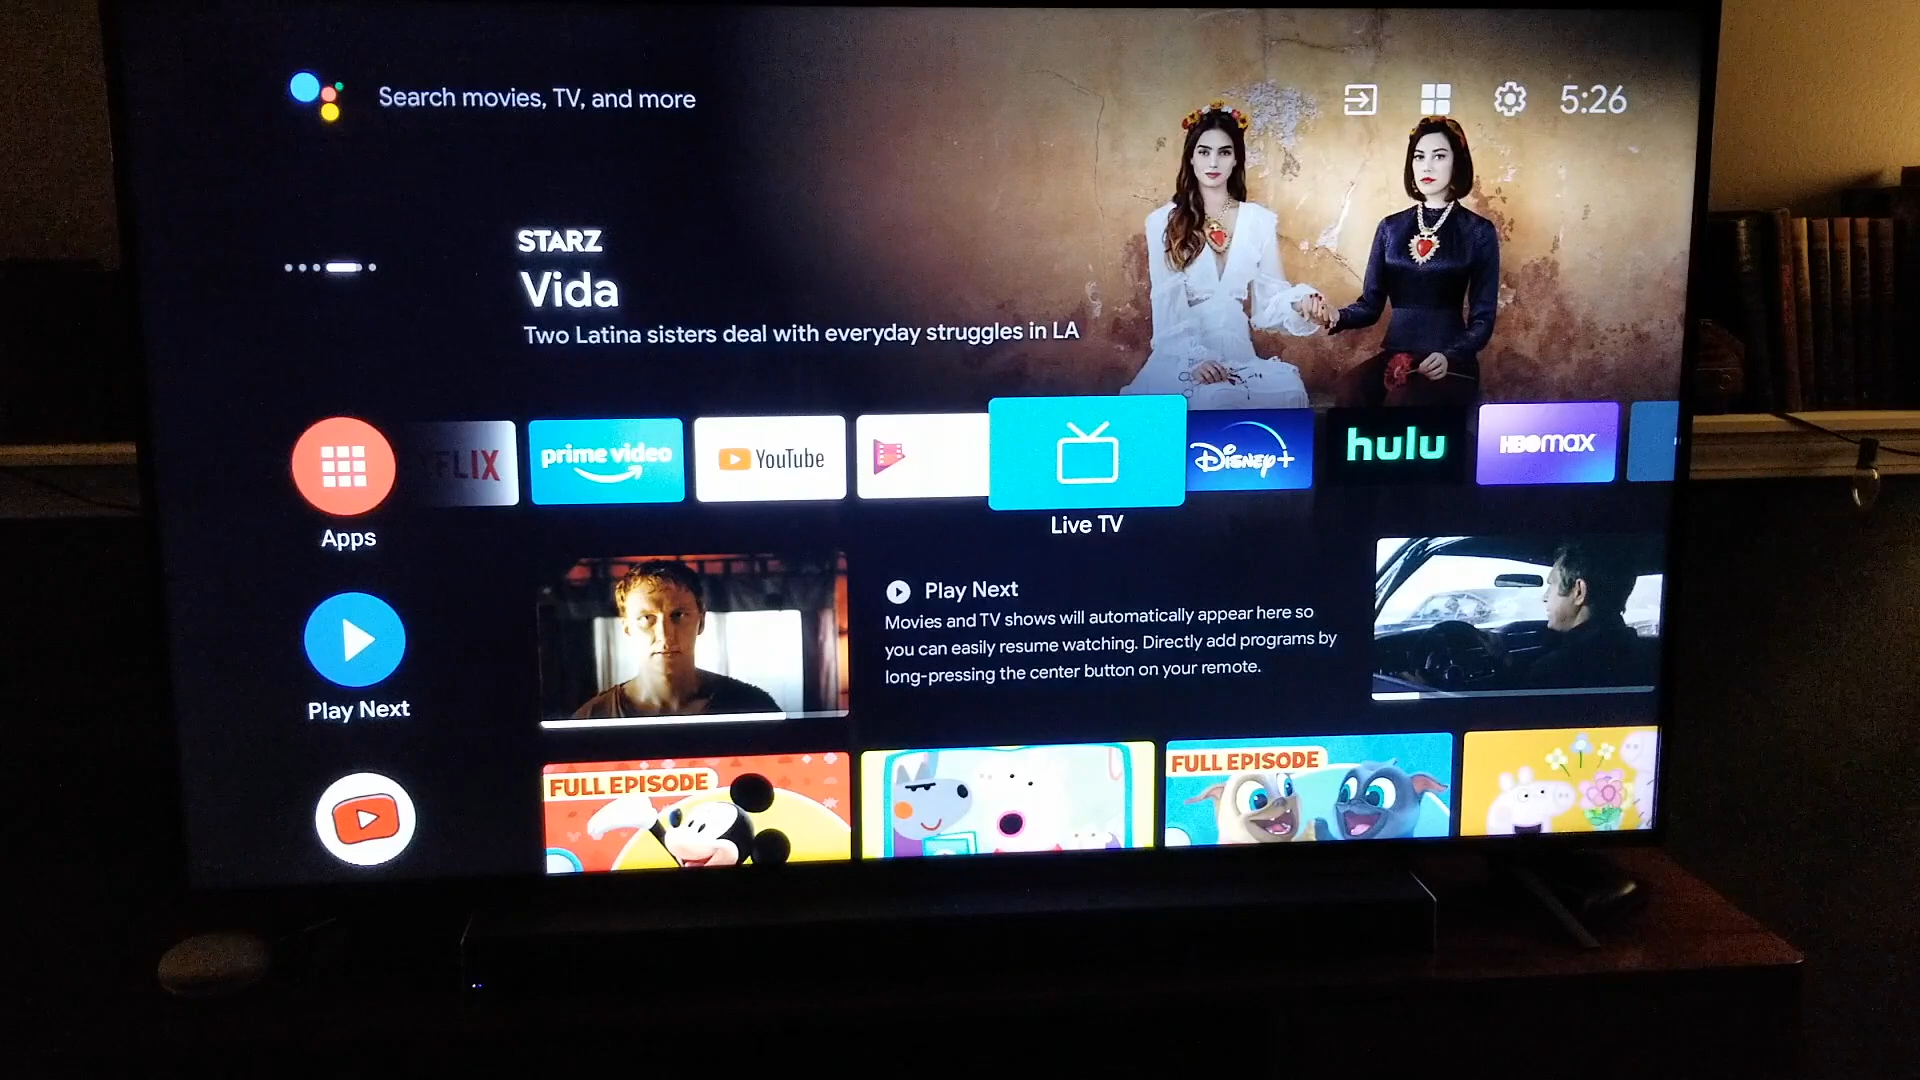 Search movies, TV, and more
5:26
STARZ
Vida
Two Latina sisters deal with everyday struggles in LA
FLIX
prime video
YouTube
Disney+
hulu
HBOmax
Apps
Live TV
Play Next
Movies and TV shows will automatically appear here so
you can easily resume watching. Directly add programs by
long-pressing the center button on your remote.
Play Next
FULL EPISODE
FULL EPISODE